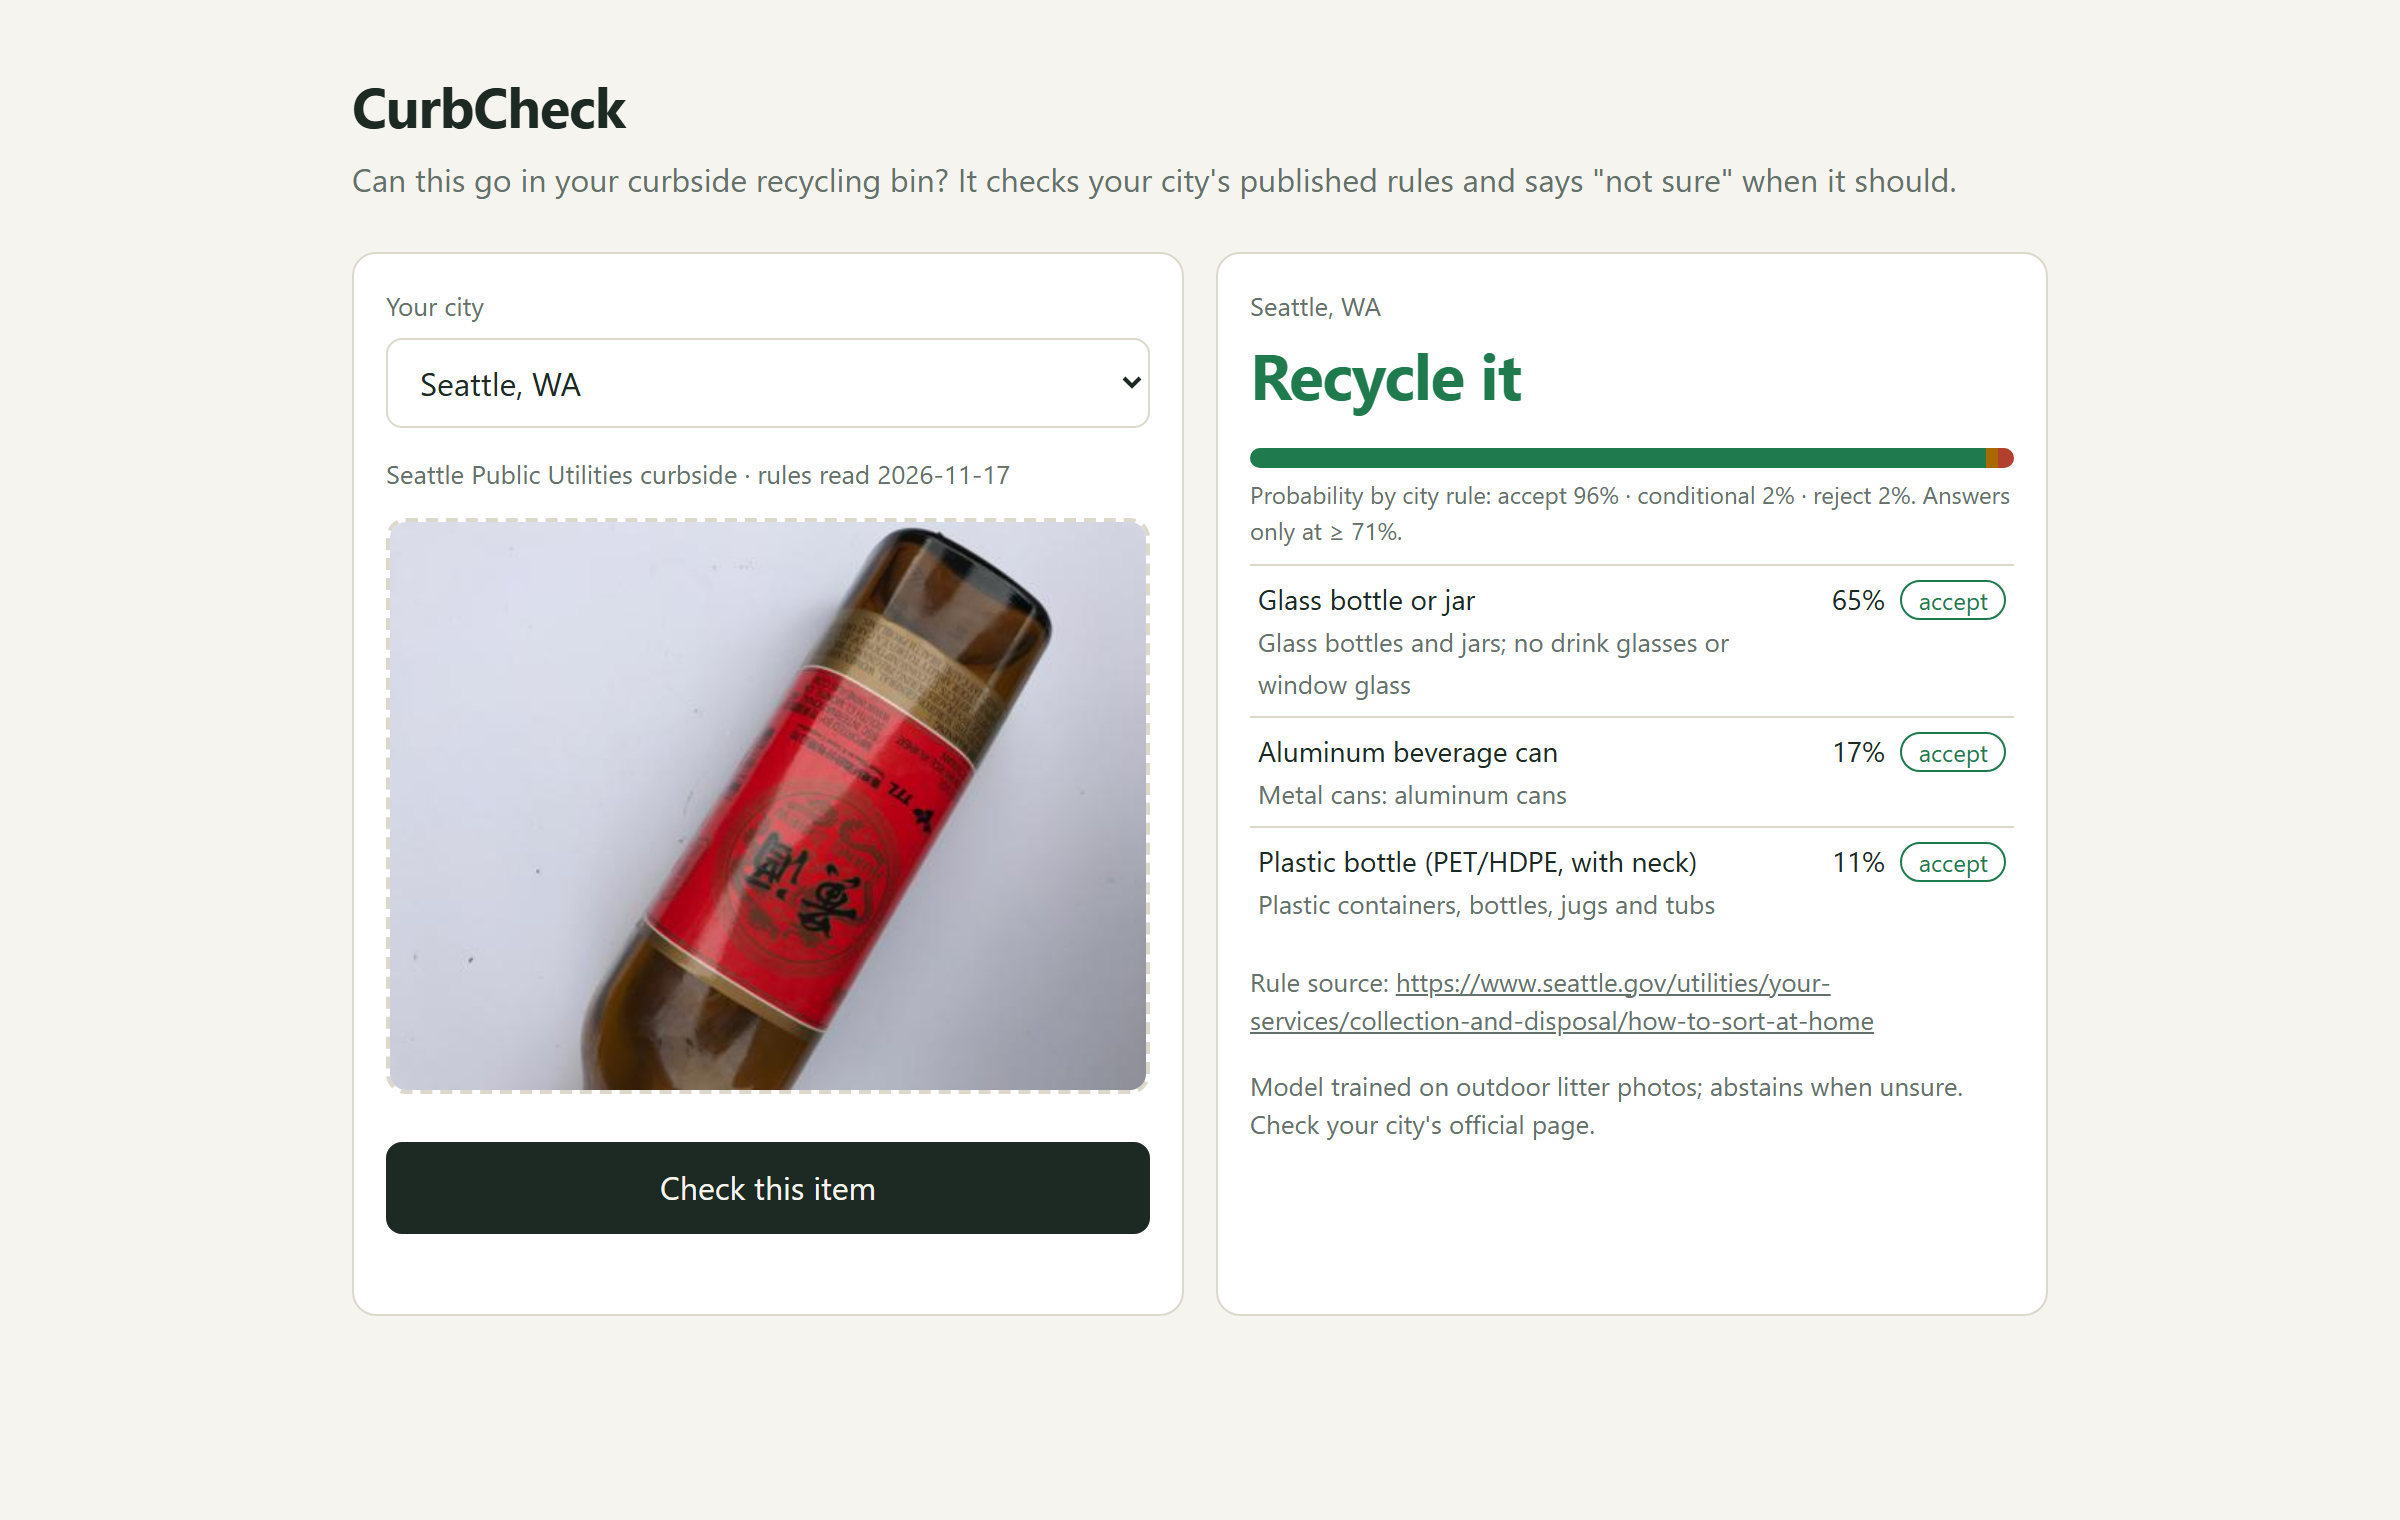 CurbCheck
Can this go in your curbside recycling bin? It checks your city's published rules and says "not sure" when it should.
Your city
Seattle, WA
Seattle Public Utilities curbside · rules read 2026-11-17
TTL
Check this item
Seattle, WA
Recycle it
Probability by city rule: accept 96% · conditional 2% · reject 2%. Answers
only at ≥ 71%.
Glass bottle or jar 65% accept
Glass bottles and jars; no drink glasses or
window glass
Aluminum beverage can 17% accept
Metal cans: aluminum cans
Plastic bottle (PET/HDPE, with neck) 11% accept
Plastic containers, bottles, jugs and tubs
Rule source: https://www.seattle.gov/utilities/your-
services/collection-and-disposal/how-to-sort-at-home
Model trained on outdoor litter photos; abstains when unsure.
Check your city's official page.